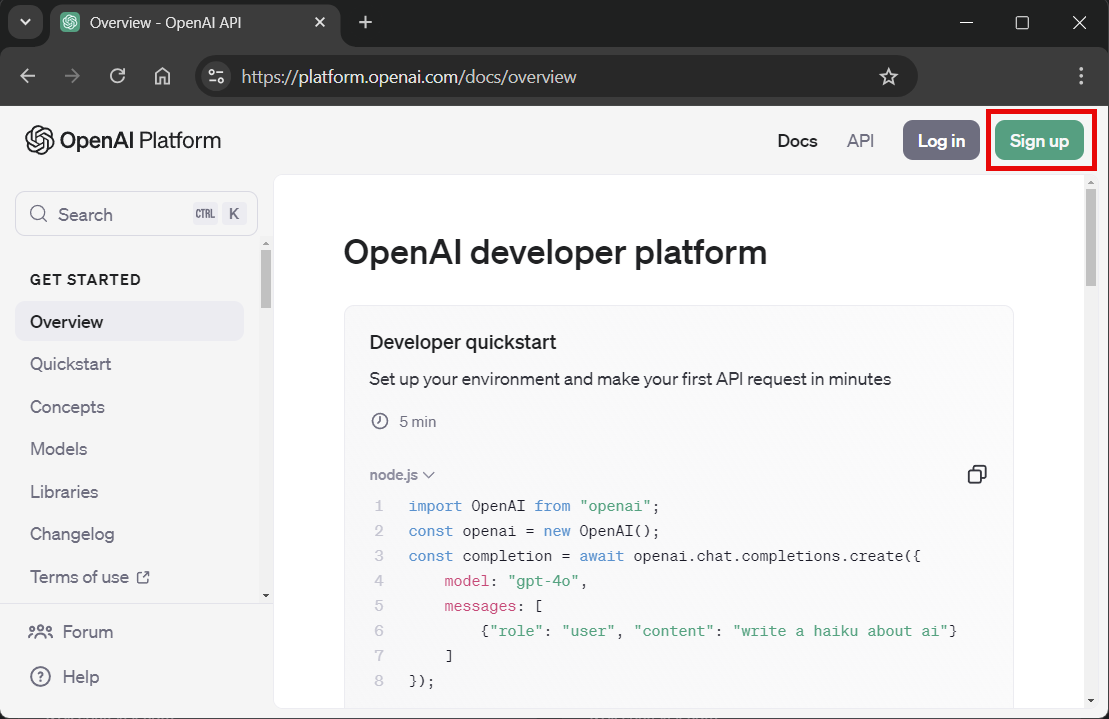 Overview - OpenAI API
https://platform.openai.com/docs/overview
OpenAI Platform
Docs
API
Log in
Sign up
Search
CTRL K
GET STARTED
Overview
Quickstart
Concepts
Models
Libraries
Changelog
Terms of use
Forum
Help
OpenAI developer platform
Developer quickstart
Set up your environment and make your first API request in minutes
5 min
node.js
1 import OpenAI from "openai";
2 const openai = new OpenAI();
3 const completion = await openai.chat.completions.create({
4 model: "gpt-4o",
5 messages: [
6 {"role": "user", "content": "write a haiku about ai"}
7 ]
8 });